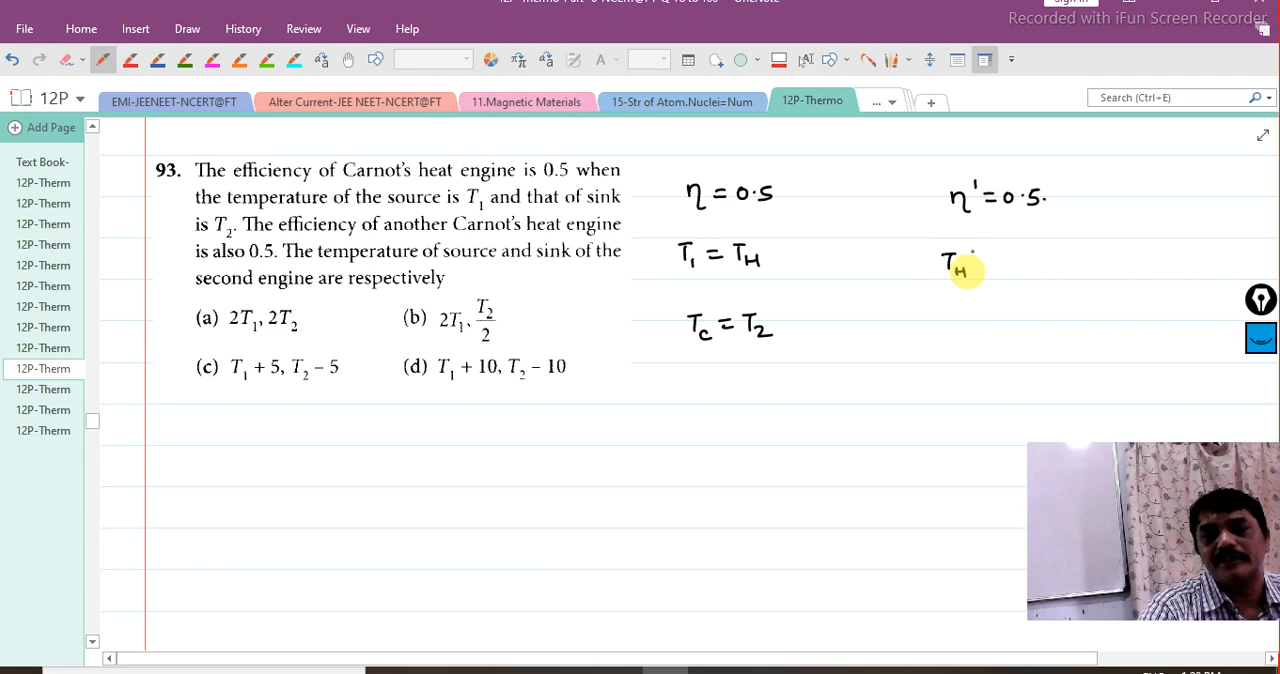 Recorded with iFun Screen Recorder
File Home Insert Draw History Review View Help
12P EMI-JEENEET-NCERT@FT Alter Current-JEE NEET-NCERT@FT 11.Magnetic Materials 15-Str of Atom.Nuclei=Num 12P-Thermo ... Search (Ctrl+E)
Add Page
Text Book-
12P-Therm
12P-Therm
12P-Therm
12P-Therm
12P-Therm
12P-Therm
12P-Therm
12P-Therm
12P-Therm
12P-Therm
12P-Therm
12P-Therm
12P-Therm
93. The efficiency of Carnot's heat engine is 0.5 when
the temperature of the source is T₁ and that of sink
is T₂. The efficiency of another Carnot's heat engine
is also 0.5. The temperature of source and sink of the
second engine are respectively
(a) 2T₁, 2T₂ (b) 2T₁, T₂/2
(c) T₁ + 5, T₂ − 5 (d) T₁ + 10, T₂ − 10
η = 0.5
T₁ = T_H
T_C = T₂
η' = 0.5.
T_H